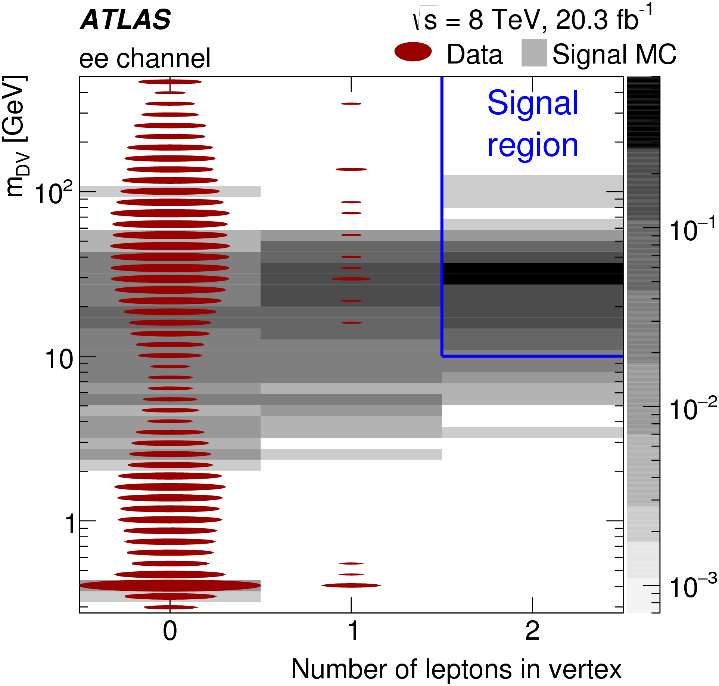 ATLAS √s = 8 TeV, 20.3 fb⁻¹
ee channel Data Signal MC
m_DV [GeV]
Signal
region
10²
10
1
10⁻¹
10⁻²
10⁻³
0 1 2
Number of leptons in vertex